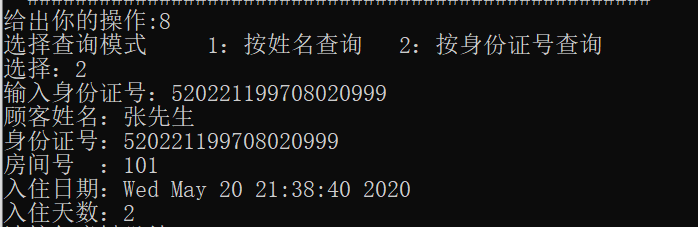 给出你的操作:8
选择查询模式     1: 按姓名查询   2: 按身份证号查询
选择: 2
输入身份证号: 520221199708020999
顾客姓名: 张先生
身份证号: 520221199708020999
房间号  : 101
入住日期: Wed May 20 21:38:40 2020
入住天数: 2